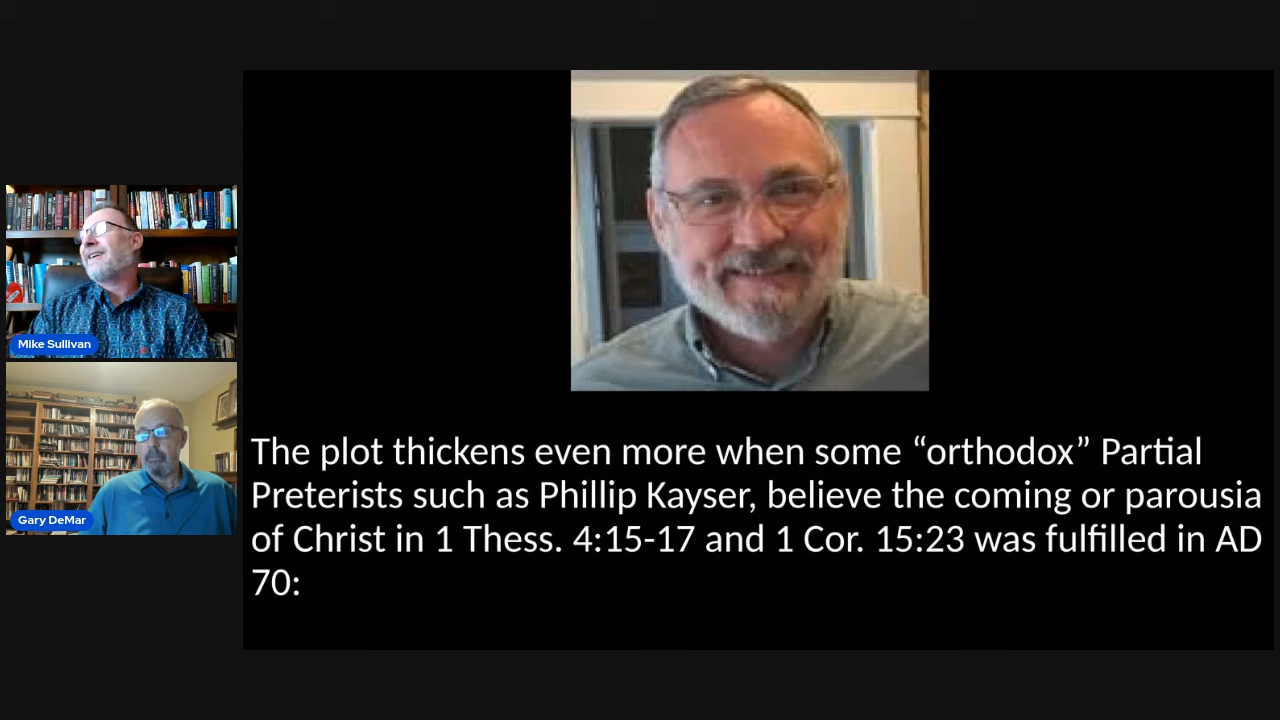 Mike Sullivan
Gary DeMar
The plot thickens even more when some “orthodox” Partial
Preterists such as Phillip Kayser, believe the coming or parousia
of Christ in 1 Thess. 4:15-17 and 1 Cor. 15:23 was fulfilled in AD
70: